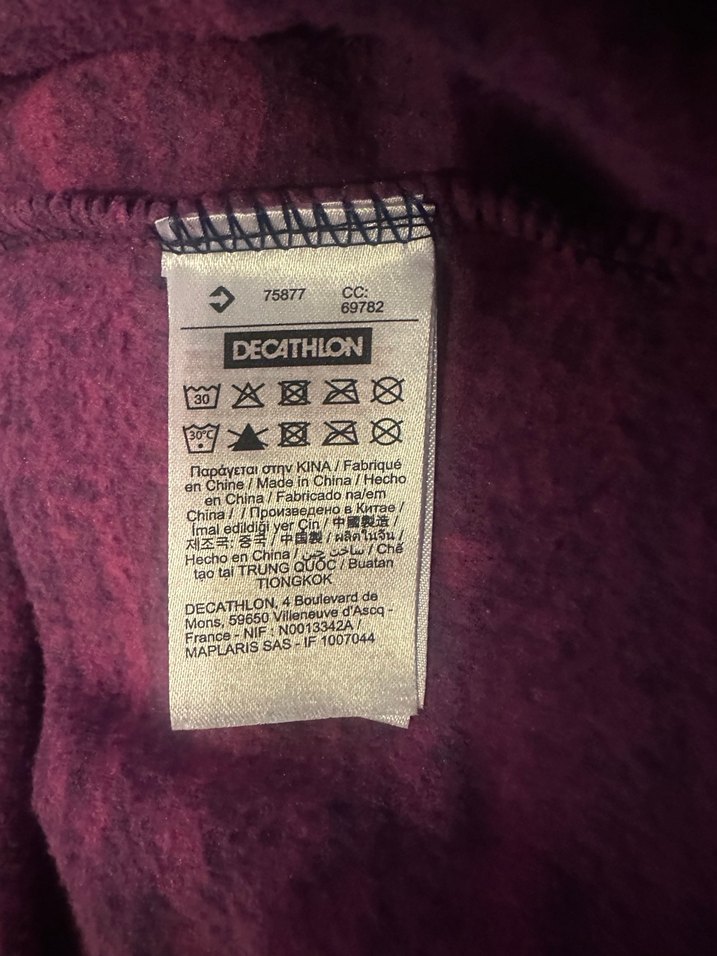 75877 CC:
69782
DECATHLON
30
30°C
Παράγεται στην ΚΙΝΑ / Fabriqué
en Chine / Made in China / Hecho
en China / Fabricado na/em
China / / Произведено в Китае /
İmal edildiği yer Çin / 中國製造 /
제조국: 중국 / 中国製 / ผลิตในจีน /
Hecho en China / ساخت چین / Chế
tạo tại TRUNG QUỐC / Buatan
TIONGKOK
DECATHLON, 4 Boulevard de
Mons, 59650 Villeneuve d'Ascq -
France - NIF : N0013342A /
MAPLARIS SAS - IF 1007044